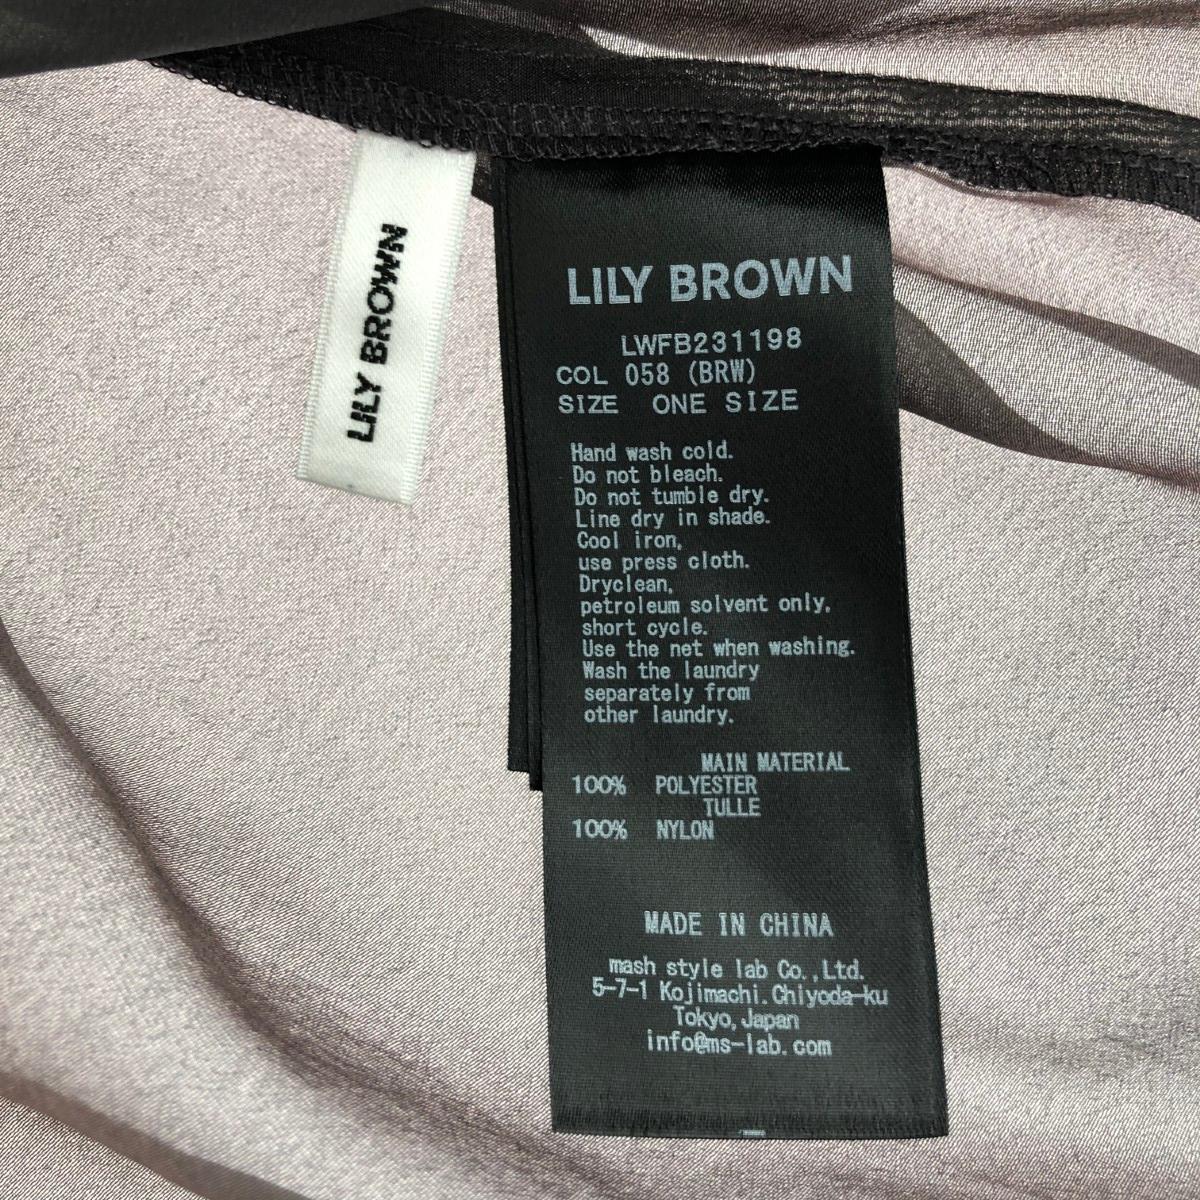 LILY BROWN
LILY BROWN
LWFB231198
COL 058 (BRW)
SIZE ONE SIZE
Hand wash cold.
Do not bleach.
Do not tumble dry.
Line dry in shade.
Cool iron,
use press cloth.
Dryclean,
petroleum solvent only,
short cycle.
Use the net when washing.
Wash the laundry
separately from
other laundry.
MAIN MATERIAL
100% POLYESTER
TULLE
100% NYLON
MADE IN CHINA
mash style lab Co.,Ltd.
5-7-1 Kojimachi.Chiyoda-ku
Tokyo,Japan
info@ms-lab.com